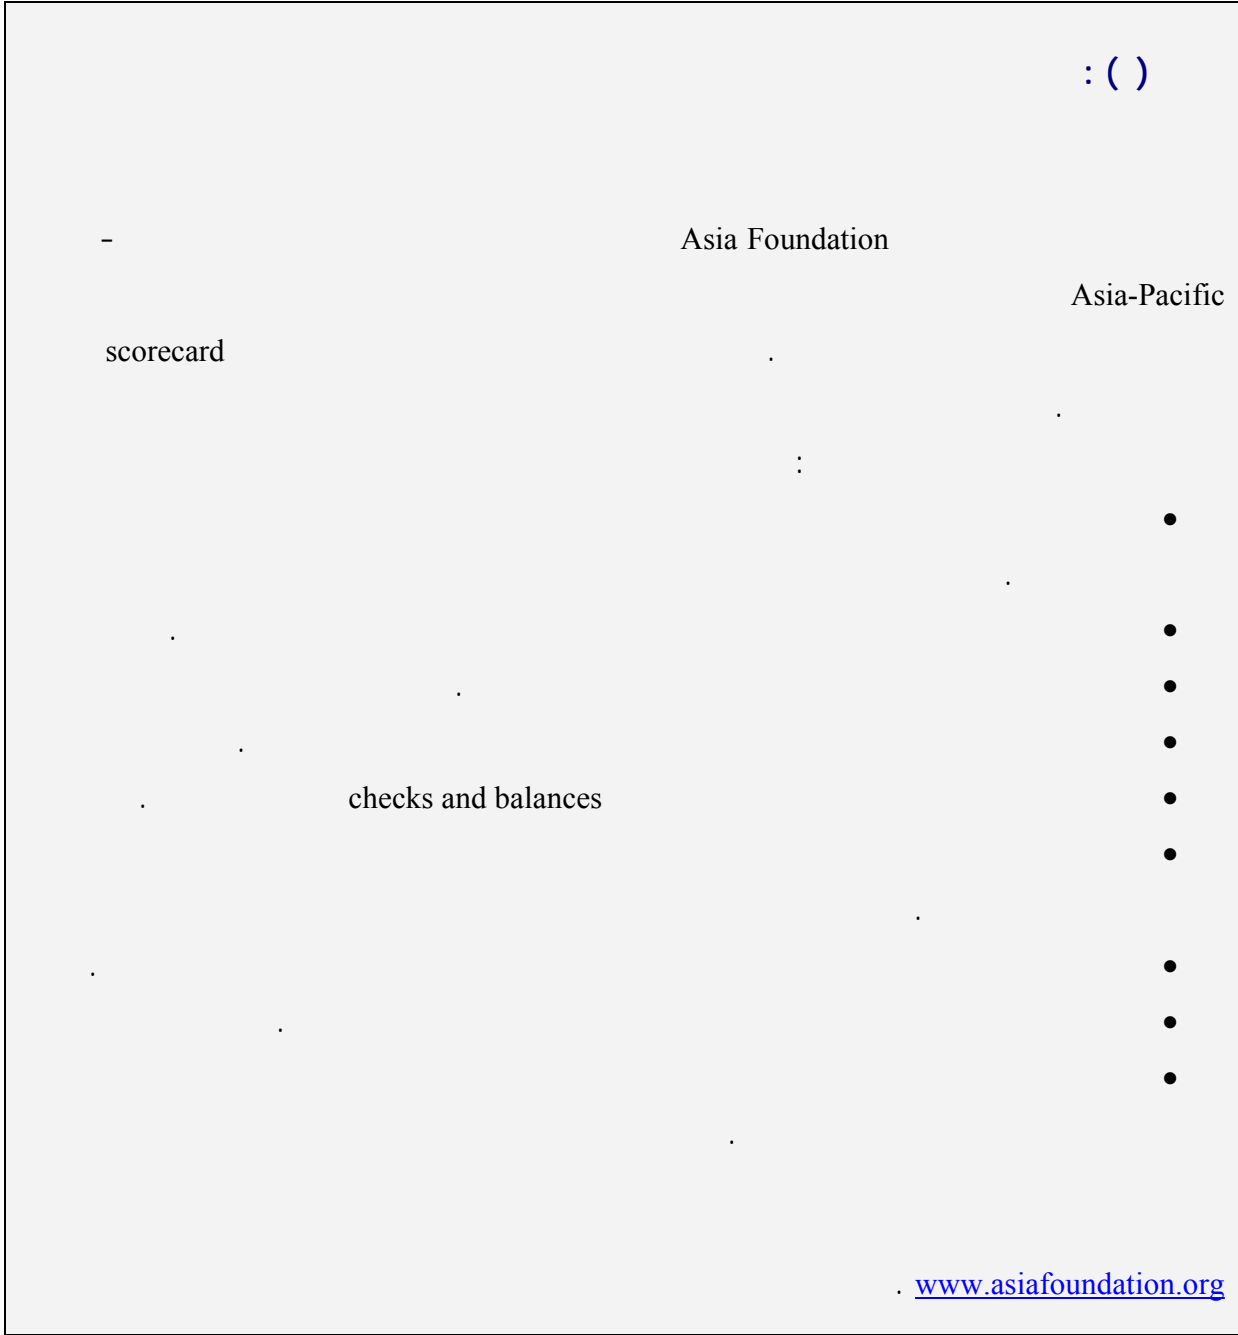 ( ) :
Asia Foundation -
Asia-Pacific
. scorecard
.
:
•
.
• .
• .
• .
• checks and balances .
•
.
• .
• .
•
.
www.asiafoundation.org .